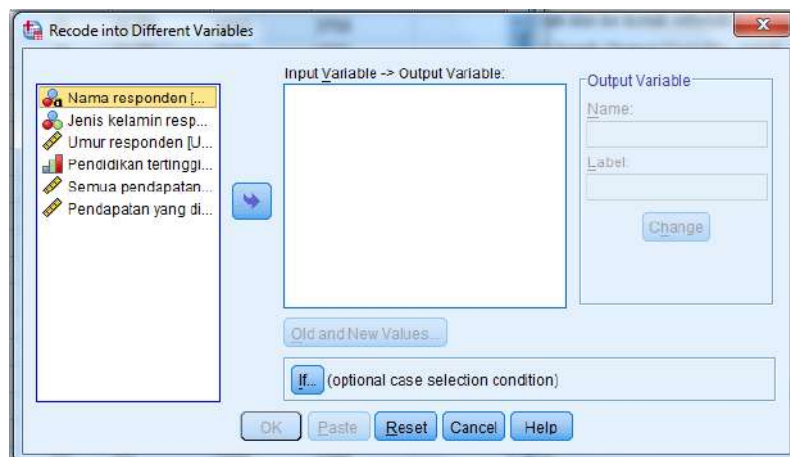 Recode into Different Variables
Nama responden [...
Jenis kelamin resp...
Umur responden [U...
Pendidikan tertinggi...
Semua pendapatan...
Pendapatan yang di...
Input Variable -> Output Variable:
Output Variable
Name:
Label:
Change
Old and New Values...
If... (optional case selection condition)
OK Paste Reset Cancel Help